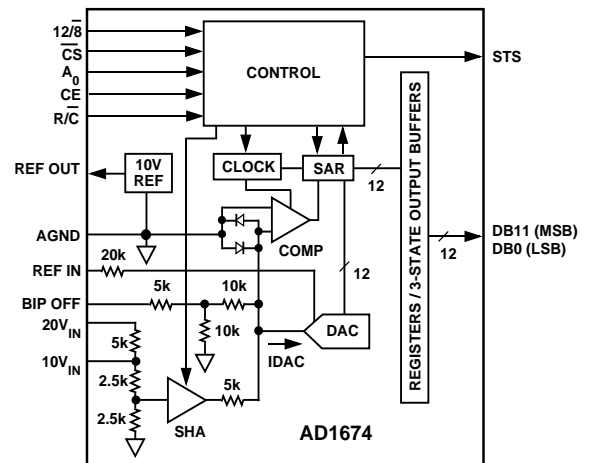 12/8̅
C̅S̅
A0
CE
R/C̅
REF OUT
AGND
REF IN
BIP OFF
20VIN
10VIN
CONTROL
STS
10V
REF
CLOCK
SAR
12
COMP
12
20k
5k
10k
10k
5k
2.5k
2.5k
SHA
5k
IDAC
DAC
REGISTERS / 3-STATE OUTPUT BUFFERS
12
DB11 (MSB)
DB0 (LSB)
AD1674